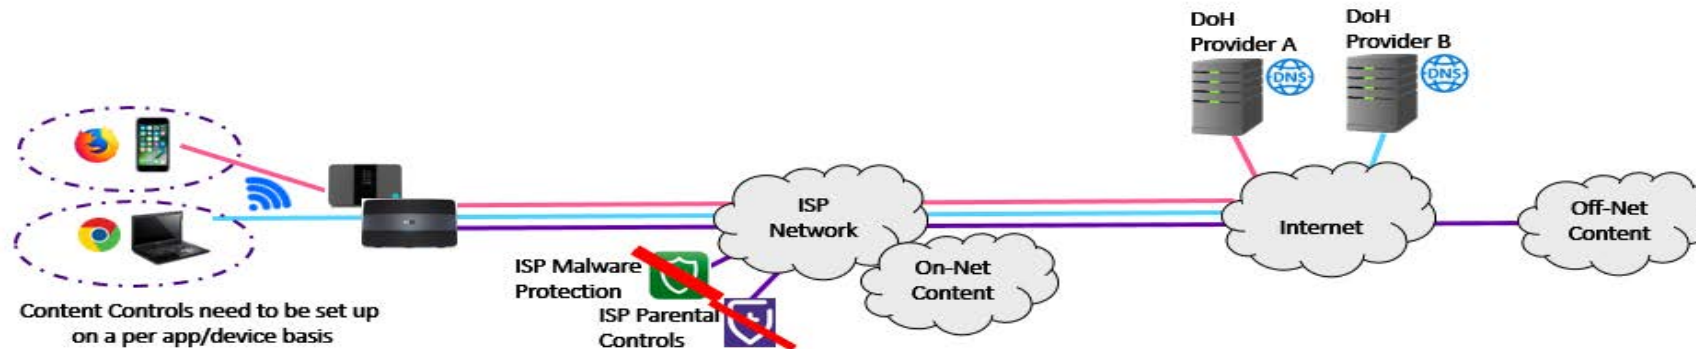 DoH
Provider A
DNS
DoH
Provider B
DNS
ISP
Network
Internet
Off-Net
Content
On-Net
Content
ISP Malware
Protection
ISP Parental
Controls
Content Controls need to be set up
on a per app/device basis